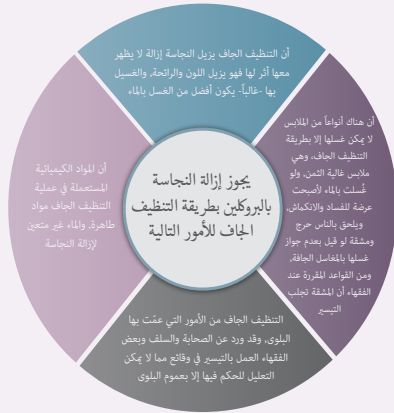 أن التنظيف الجاف يزيل النجاسة إزالة لا يظهر
معها أثر لها فهو يزيل اللون والرائحة، والغسيل
بها -غالباً- يكون أفضل من الغسل بالماء
أن هناك أنواعاً من الملابس
لا يمكن غسلها إلا بطريقة
التنظيف الجاف، وهي
ملابس غالية الثمن، ولو
غُسلت بالماء لأصبحت
عرضة للفساد والانكماش،
ويلحق بالناس حرج
ومشقة لو قيل بعدم جواز
غسلها بالمغاسل الجافة،
ومن القواعد المقررة عند
الفقهاء أن المشقة تجلب
التيسير
التنظيف الجاف من الأمور التي عمّت بها
البلوى، وقد ورد عن الصحابة والسلف وبعض
الفقهاء العمل بالتيسير في وقائع مما لا يمكن
التعليل للحكم فيها إلا بعموم البلوى
أن المواد الكيميائية
المستعملة في عملية
التنظيف الجاف مواد
طاهرة، والماء غير متعين
لإزالة النجاسة
يجوز إزالة النجاسة
بالبروكلين بطريقة التنظيف
الجاف للأمور التالية